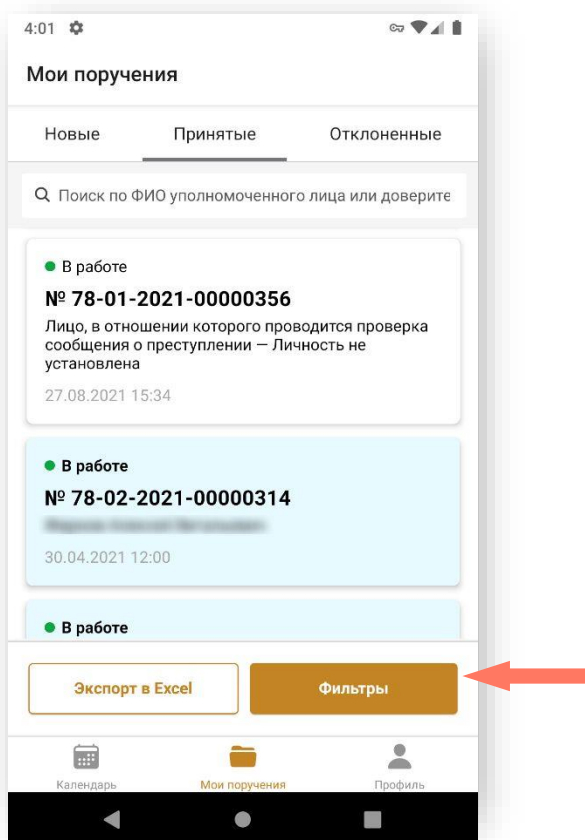 4:01
Мои поручения
Новые Принятые Отклоненные
Поиск по ФИО уполномоченного лица или доверите
В работе
№ 78-01-2021-00000356
Лицо, в отношении которого проводится проверка
сообщения о преступлении — Личность не
установлена
27.08.2021 15:34
В работе
№ 78-02-2021-00000314
30.04.2021 12:00
В работе
Экспорт в Excel Фильтры
Календарь Мои поручения Профиль